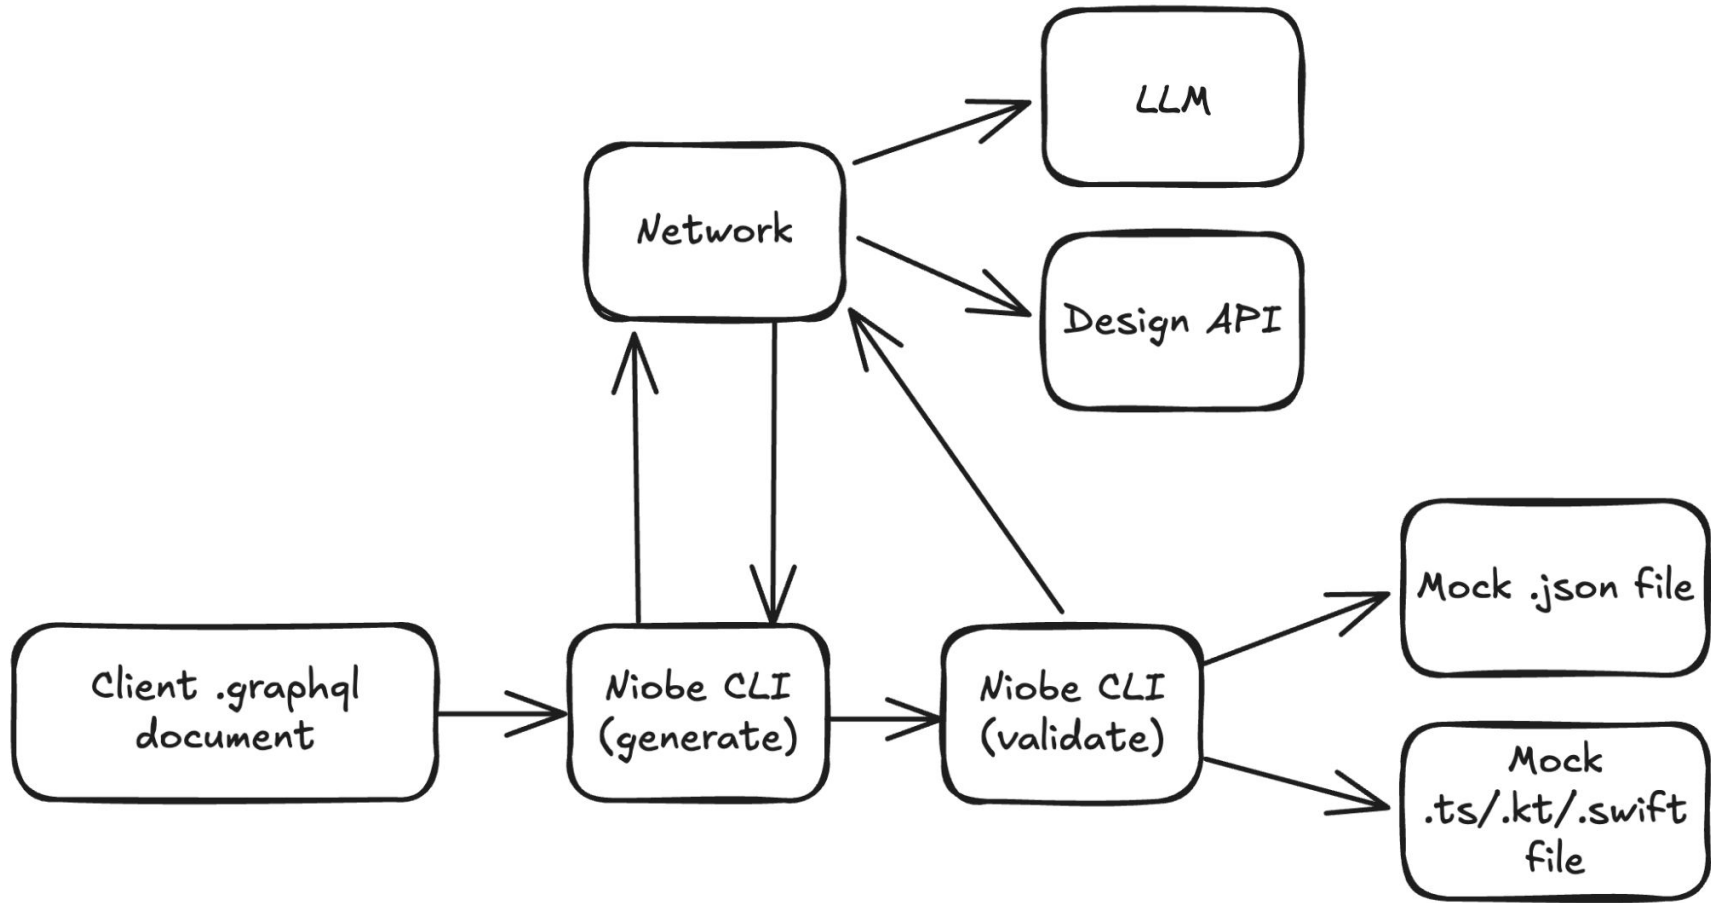 LLM
Network
Design API
Mock .json file
Client .graphql
document
Niobe CLI
(generate)
Niobe CLI
(validate)
Mock
.ts/.kt/.swift
file